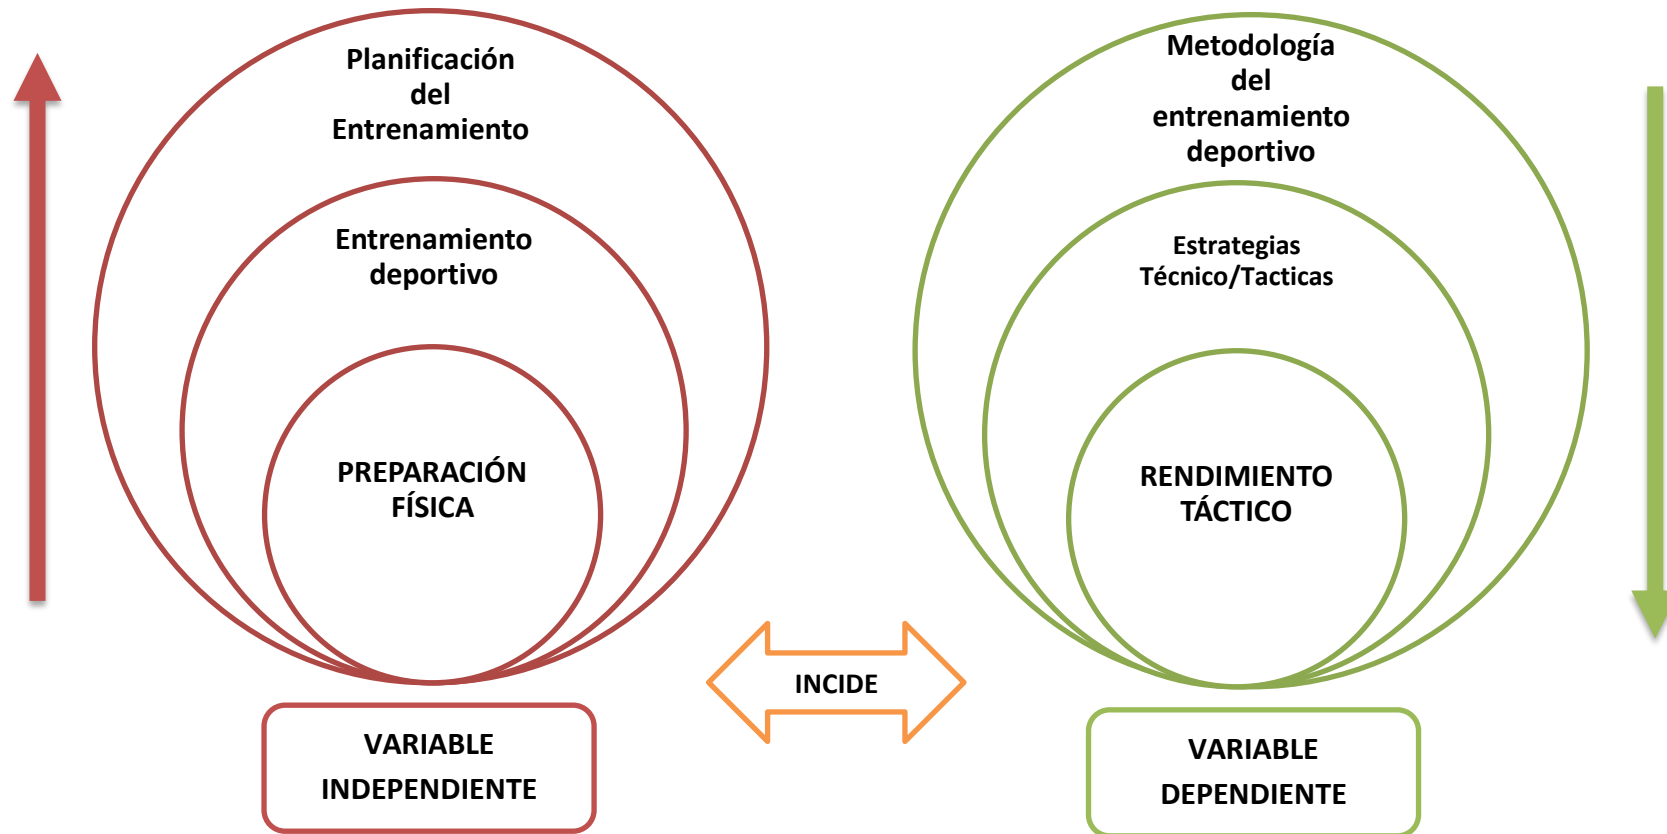 Planificación
del
Entrenamiento
Entrenamiento
deportivo
PREPARACIÓN
FÍSICA
VARIABLE
INDEPENDIENTE
INCIDE
Metodología
del
entrenamiento
deportivo
Estrategias
Técnico/Tacticas
RENDIMIENTO
TÁCTICO
VARIABLE
DEPENDIENTE